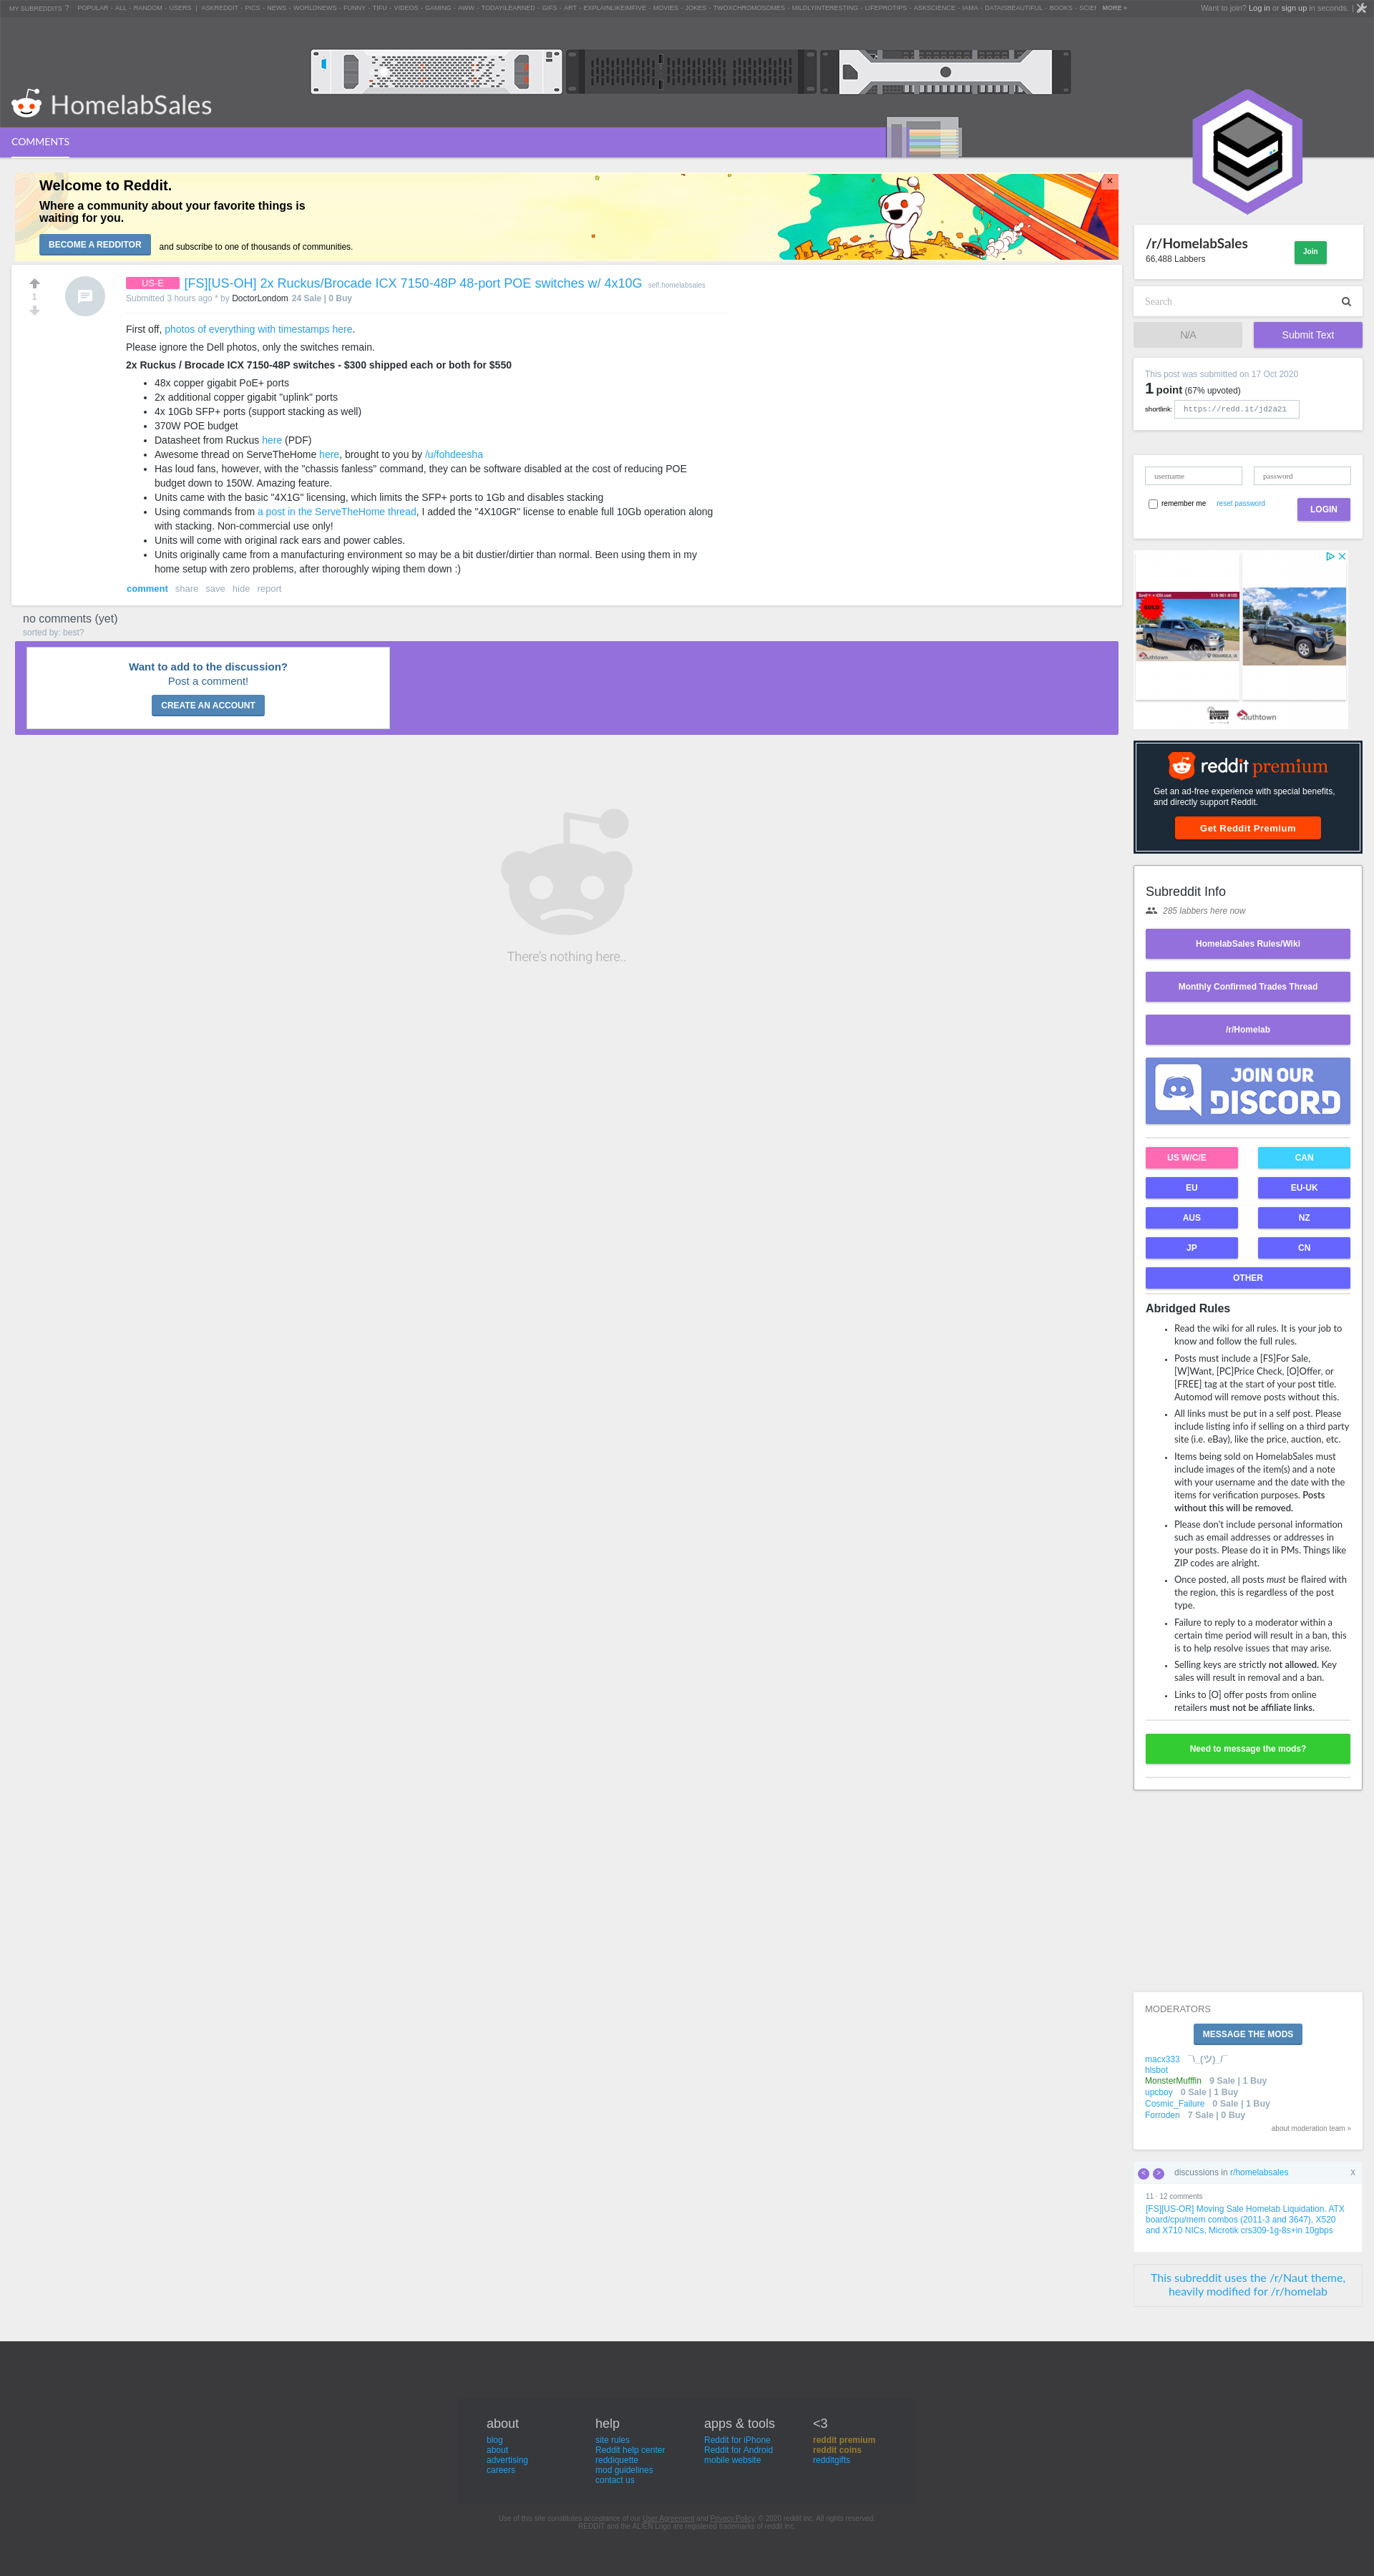 MY SUBREDDITS ? POPULAR - ALL - RANDOM - USERS | ASKREDDIT - PICS - NEWS - WORLDNEWS - FUNNY - TIFU - VIDEOS - GAMING - AWW - TODAYILEARNED - GIFS - ART - EXPLAINLIKEIMFIVE - MOVIES - JOKES - TWOXCHROMOSOMES - MILDLYINTERESTING - LIFEPROTIPS - ASKSCIENCE - IAMA - DATAISBEAUTIFUL - BOOKS - MORE »
Want to join? Log in or sign up in seconds. |
HomelabSales
COMMENTS
Welcome to Reddit.
Where a community about your favorite things is
waiting for you.
BECOME A REDDITOR and subscribe to one of thousands of communities.
×
1
US-E [FS][US-OH] 2x Ruckus/Brocade ICX 7150-48P 48-port POE switches w/ 4x10G self.homelabsales
Submitted 3 hours ago * by DoctorLondom 24 Sale | 0 Buy
First off, photos of everything with timestamps here.
Please ignore the Dell photos, only the switches remain.
2x Ruckus / Brocade ICX 7150-48P switches - $300 shipped each or both for $550
48x copper gigabit PoE+ ports
2x additional copper gigabit "uplink" ports
4x 10Gb SFP+ ports (support stacking as well)
370W POE budget
Datasheet from Ruckus here (PDF)
Awesome thread on ServeTheHome here, brought to you by /u/fohdeesha
Has loud fans, however, with the "chassis fanless" command, they can be software disabled at the cost of reducing POE
budget down to 150W. Amazing feature.
Units came with the basic "4X1G" licensing, which limits the SFP+ ports to 1Gb and disables stacking
Using commands from a post in the ServeTheHome thread, I added the "4X10GR" license to enable full 10Gb operation along
with stacking. Non-commercial use only!
Units will come with original rack ears and power cables.
Units originally came from a manufacturing environment so may be a bit dustier/dirtier than normal. Been using them in my
home setup with zero problems, after thoroughly wiping them down :)
comment share save hide report
no comments (yet)
sorted by: best?
Want to add to the discussion?
Post a comment!
CREATE AN ACCOUNT
There's nothing here..
/r/HomelabSales
66,488 Labbers
Join
Search
N/A
Submit Text
This post was submitted on 17 Oct 2020
1 point (67% upvoted)
shortlink: https://redd.it/jd2a21
username
password
remember me reset password
LOGIN
SOLD
reddit premium
Get an ad-free experience with special benefits,
and directly support Reddit.
Get Reddit Premium
Subreddit Info
285 labbers here now
HomelabSales Rules/Wiki
Monthly Confirmed Trades Thread
/r/Homelab
JOIN OUR
DISCORD
US W/C/E
CAN
EU
EU-UK
AUS
NZ
JP
CN
OTHER
Abridged Rules
Read the wiki for all rules. It is your job to
know and follow the full rules.
Posts must include a [FS]For Sale,
[W]Want, [PC]Price Check, [O]Offer, or
[FREE] tag at the start of your post title.
Automod will remove posts without this.
All links must be put in a self post. Please
include listing info if selling on a third party
site (i.e. eBay), like the price, auction, etc.
Items being sold on HomelabSales must
include images of the item(s) and a note
with your username and the date with the
items for verification purposes. Posts
without this will be removed.
Please don't include personal information
such as email addresses or addresses in
your posts. Please do it in PMs. Things like
ZIP codes are alright.
Once posted, all posts must be flaired with
the region, this is regardless of the post
type.
Failure to reply to a moderator within a
certain time period will result in a ban, this
is to help resolve issues that may arise.
Selling keys are strictly not allowed. Key
sales will result in removal and a ban.
Links to [O] offer posts from online
retailers must not be affiliate links.
Need to message the mods?
MODERATORS
MESSAGE THE MODS
macx333 ¯\_(ツ)_/¯
hlsbot
MonsterMufffin 9 Sale | 1 Buy
upcboy 0 Sale | 1 Buy
Cosmic_Failure 0 Sale | 1 Buy
Forroden 7 Sale | 0 Buy
about moderation team »
< > discussions in r/homelabsales X
11 · 12 comments
[FS][US-OR] Moving Sale Homelab Liquidation. ATX
board/cpu/mem combos (2011-3 and 3647), X520
and X710 NICs, Microtik crs309-1g-8s+in 10gbps
This subreddit uses the /r/Naut theme,
heavily modified for /r/homelab
about
blog
about
advertising
careers
help
site rules
Reddit help center
reddiquette
mod guidelines
contact us
apps & tools
Reddit for iPhone
Reddit for Android
mobile website
<3
reddit premium
reddit coins
redditgifts
Use of this site constitutes acceptance of our User Agreement and Privacy Policy. © 2020 reddit inc. All rights reserved.
REDDIT and the ALIEN Logo are registered trademarks of reddit inc.